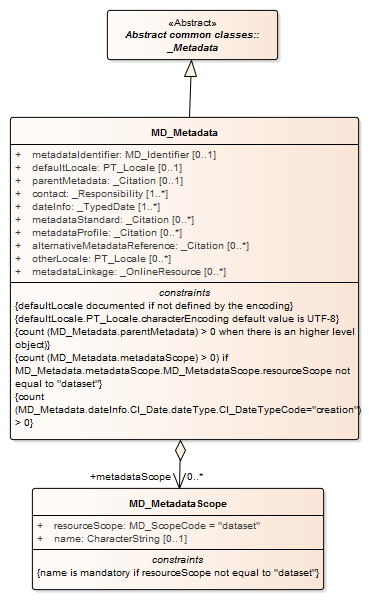 «Abstract»
Abstract common classes::
_Metadata
MD_Metadata
+ metadataIdentifier: MD_Identifier [0..1]
+ defaultLocale: PT_Locale [0..1]
+ parentMetadata: _Citation [0..1]
+ contact: _Responsibility [1..*]
+ dateInfo: _TypedDate [1..*]
+ metadataStandard: _Citation [0..*]
+ metadataProfile: _Citation [0..*]
+ alternativeMetadataReference: _Citation [0..*]
+ otherLocale: PT_Locale [0..*]
+ metadataLinkage: _OnlineResource [0..*]
constraints
{defaultLocale documented if not defined by the encoding}
{defaultLocale.PT_Locale.characterEncoding default value is UTF-8}
{count (MD_Metadata.parentMetadata) > 0 when there is an higher level
object)}
{count (MD_Metadata.metadataScope) > 0) if
MD_Metadata.metadataScope.MD_MetadataScope.resourceScope not
equal to "dataset"}
{count
(MD_Metadata.dateInfo.CI_Date.dateType.CI_DateTypeCode="creation")
> 0}
+metadataScope 0..*
MD_MetadataScope
+ resourceScope: MD_ScopeCode = "dataset"
+ name: CharacterString [0..1]
constraints
{name is mandatory if resourceScope not equal to "dataset"}